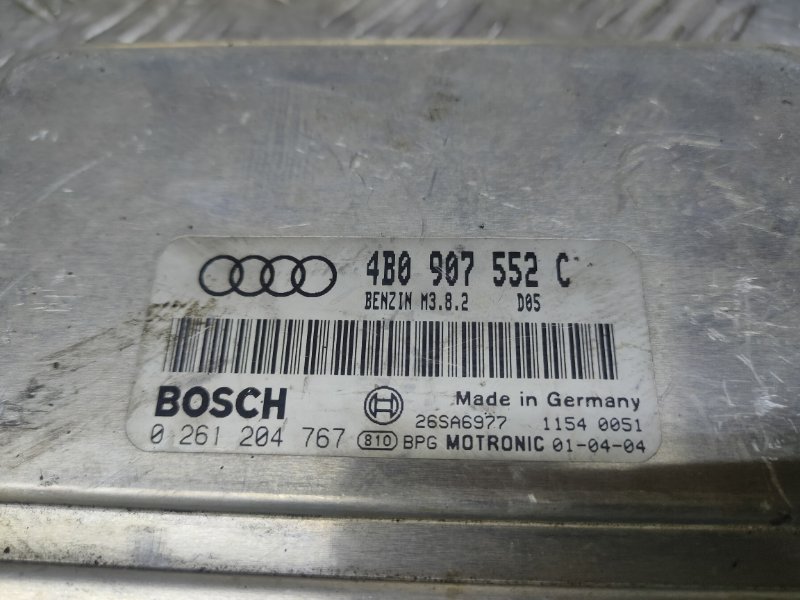 4B0 907 552 C
BENZIN M3.8.2 D05
BOSCH Made in Germany
26SA6977 1154 0051
0 261 204 767 810 BPG MOTRONIC 01-04-04